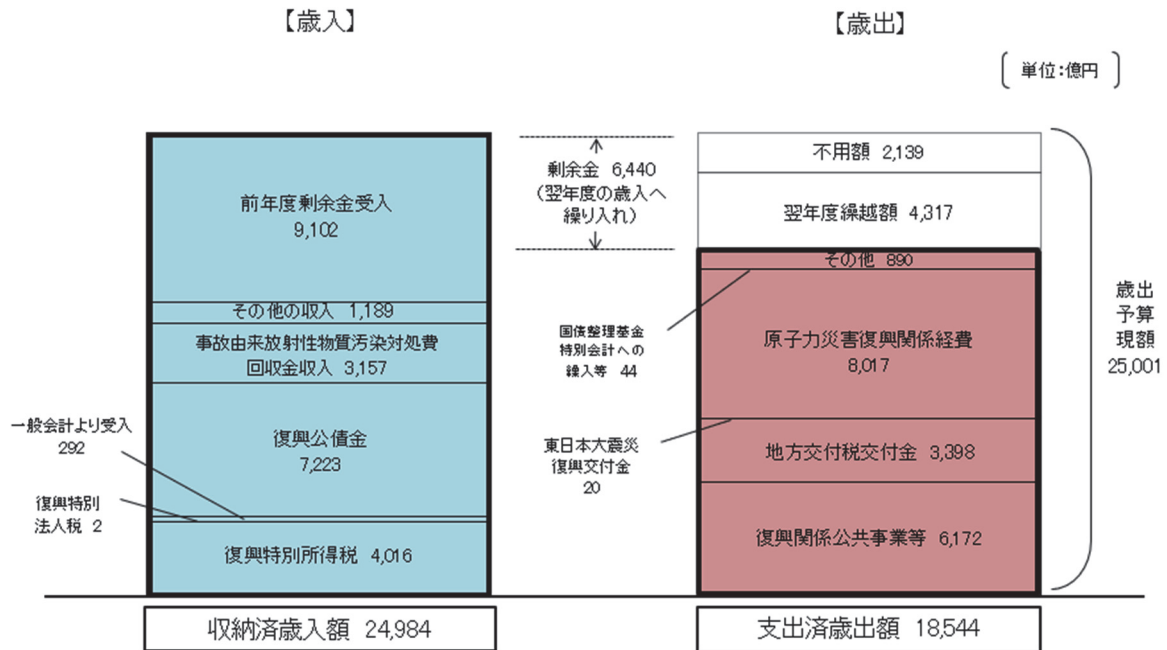 【歳入】
【歳出】
単位:億円
前年度剰余金受入
9,102
その他の収入 1,189
事故由来放射性物質汚染対処費
回収金収入 3,157
復興公債金
7,223
一般会計より受入
292
復興特別
法人税 2
復興特別所得税 4,016
収納済歳入額 24,984
剰余金 6,440
(翌年度の歳入へ
繰り入れ)
国債整理基金
特別会計への
繰入等 44
東日本大震災
復興交付金
20
不用額 2,139
翌年度繰越額 4,317
その他 890
原子力災害復興関係経費
8,017
地方交付税交付金 3,398
復興関係公共事業等 6,172
支出済歳出額 18,544
歳出
予算
現額
25,001